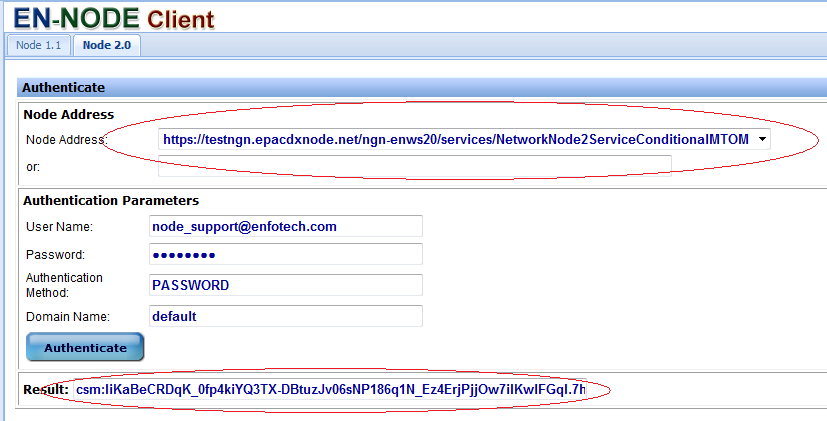 EN-NODE Client
Node 1.1 Node 2.0
Authenticate
Node Address
Node Address: https://testngn.epacdxnode.net/ngn-enws20/services/NetworkNode2ServiceConditionalMTOM
or:
Authentication Parameters
User Name: node_support@enfotech.com
Password: ●●●●●●●●
Authentication
Method: PASSWORD
Domain Name: default
Authenticate
Result: csm:liKaBeCRDqK_0fp4kiYQ3TX-DBtuzJv06sNP186q1N_Ez4ErjPjjOw7iIKwIFGqI.7h